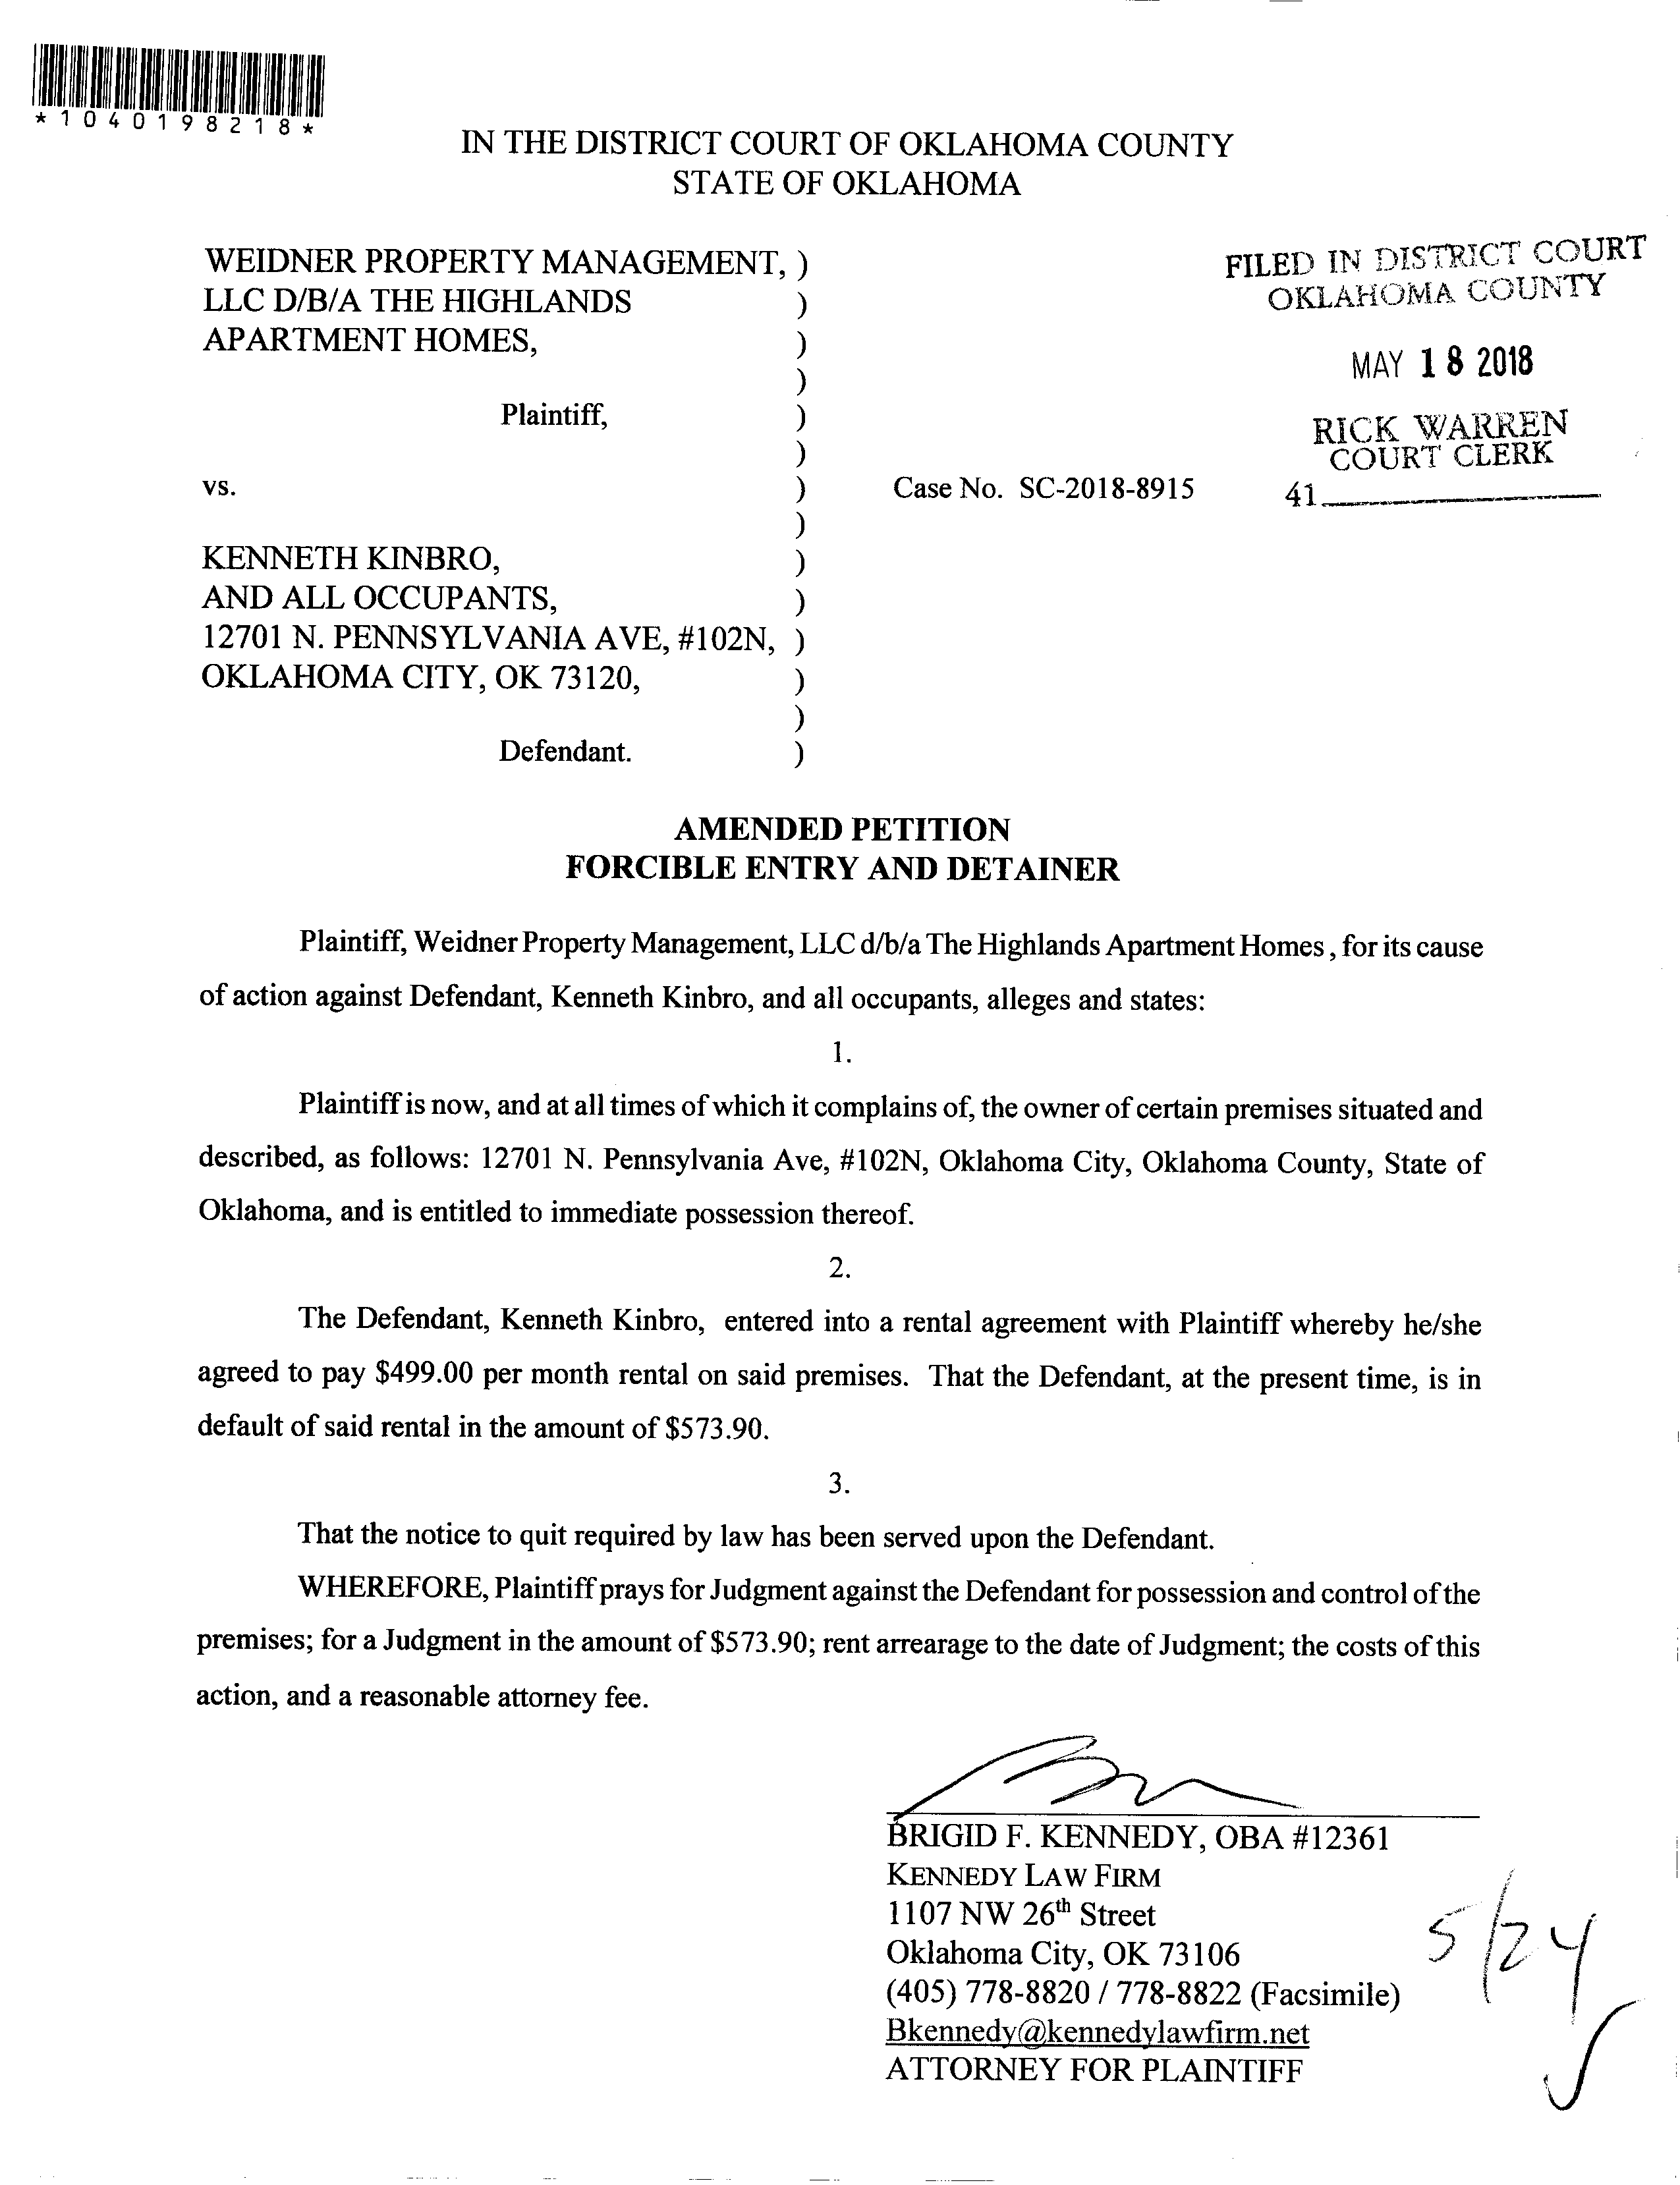 *1040198218*
IN THE DISTRICT COURT OF OKLAHOMA COUNTY
STATE OF OKLAHOMA
WEIDNER PROPERTY MANAGEMENT, )
LLC D/B/A THE HIGHLANDS )
APARTMENT HOMES, )
)
Plaintiff, )
)
vs. ) Case No. SC-2018-8915
)
KENNETH KINBRO, )
AND ALL OCCUPANTS, )
12701 N. PENNSYLVANIA AVE, #102N, )
OKLAHOMA CITY, OK 73120, )
)
Defendant. )
FILED IN DISTRICT COURT
OKLAHOMA COUNTY
MAY 18 2018
RICK WARREN
COURT CLERK
41
AMENDED PETITION
FORCIBLE ENTRY AND DETAINER
Plaintiff, Weidner Property Management, LLC d/b/a The Highlands Apartment Homes , for its cause
of action against Defendant, Kenneth Kinbro, and all occupants, alleges and states:
1.
Plaintiff is now, and at all times of which it complains of, the owner of certain premises situated and
described, as follows: 12701 N. Pennsylvania Ave, #102N, Oklahoma City, Oklahoma County, State of
Oklahoma, and is entitled to immediate possession thereof.
2.
The Defendant, Kenneth Kinbro, entered into a rental agreement with Plaintiff whereby he/she
agreed to pay $499.00 per month rental on said premises. That the Defendant, at the present time, is in
default of said rental in the amount of $573.90.
3.
That the notice to quit required by law has been served upon the Defendant.
WHEREFORE, Plaintiff prays for Judgment against the Defendant for possession and control of the
premises; for a Judgment in the amount of $573.90; rent arrearage to the date of Judgment; the costs of this
action, and a reasonable attorney fee.
BRIGID F. KENNEDY, OBA #12361
KENNEDY LAW FIRM
1107 NW 26th Street
Oklahoma City, OK 73106
(405) 778-8820 / 778-8822 (Facsimile)
Bkennedy@kennedylawfirm.net
ATTORNEY FOR PLAINTIFF
5/24